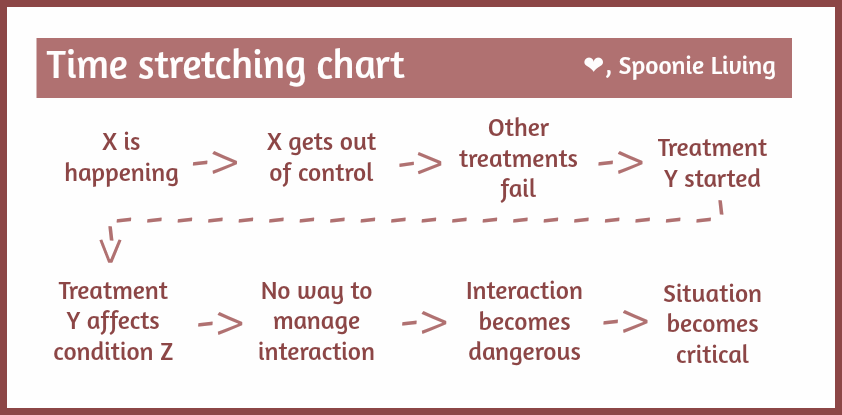 Time stretching chart
❤, Spoonie Living
X is
happening
X gets out
of control
Other
treatments
fail
Treatment
Y started
Treatment
Y affects
condition Z
No way to
manage
interaction
Interaction
becomes
dangerous
Situation
becomes
critical